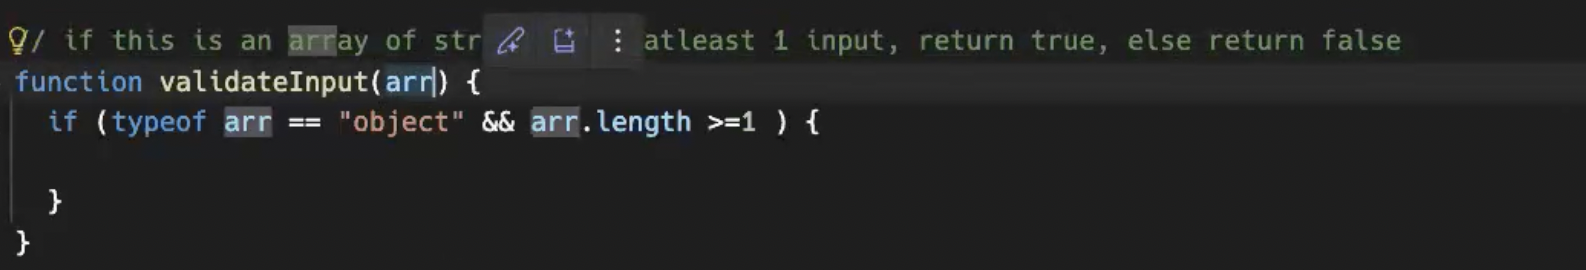 / if this is an array of str atleast 1 input, return true, else return false
function validateInput(arr) {
if (typeof arr == "object" && arr.length >=1 ) {
}
}